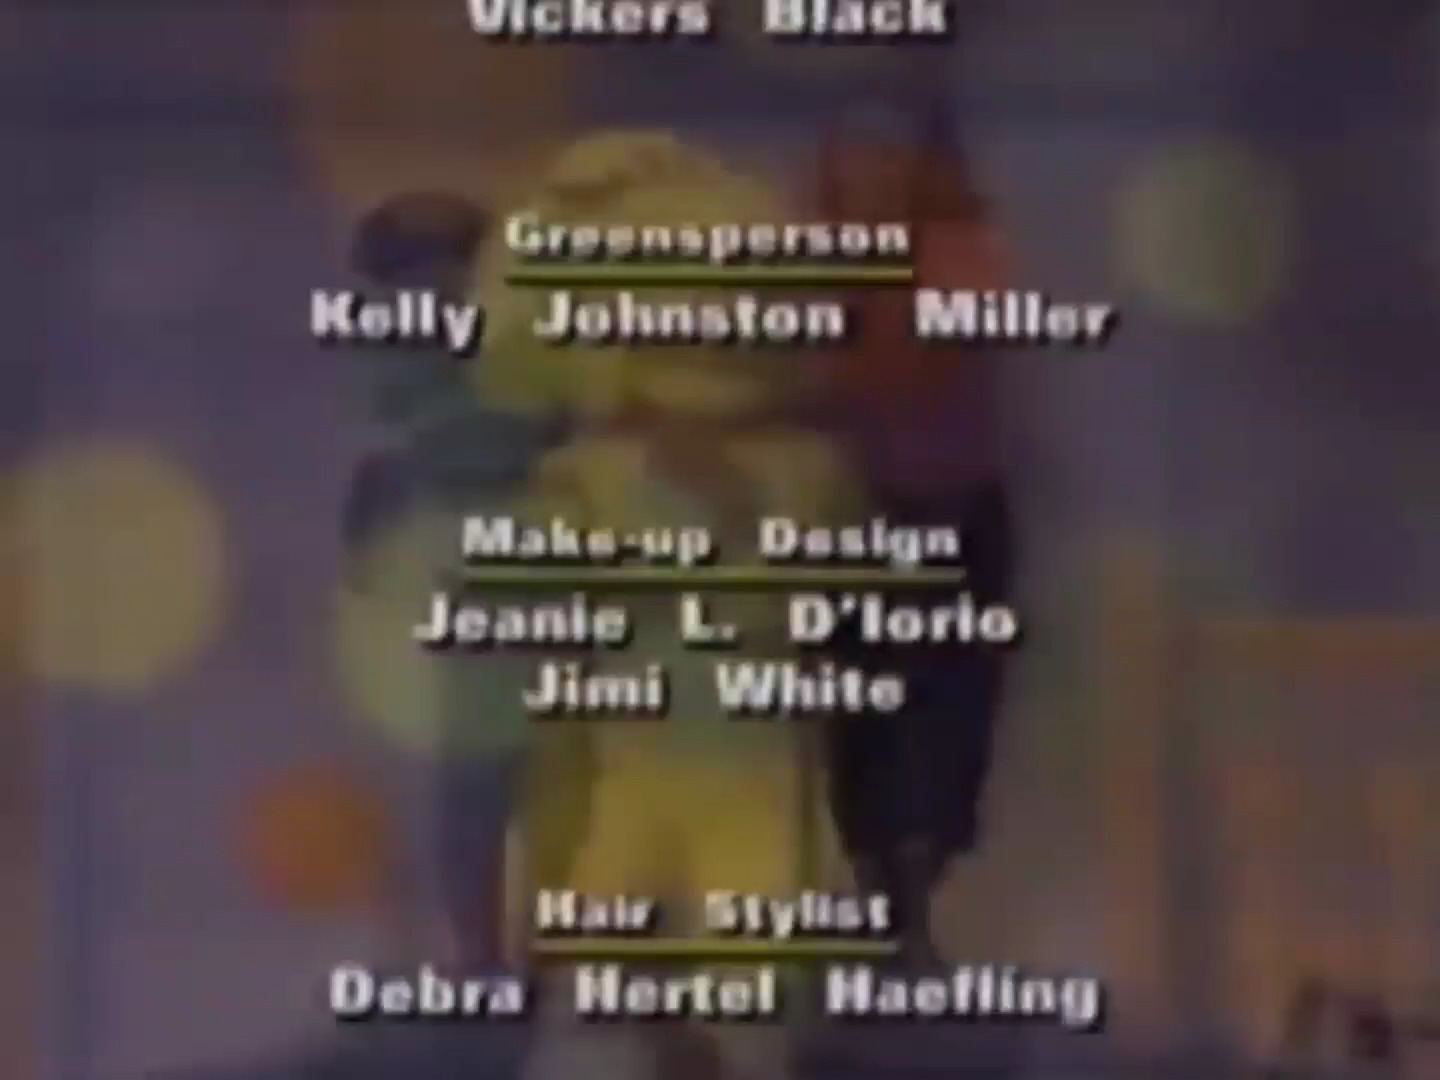 Vickers Black
Greensperson
Kelly Johnston Miller
Make-up Design
Jeanie L. D'Iorio
Jimi White
Hair Stylist
Debra Hertel Haefling